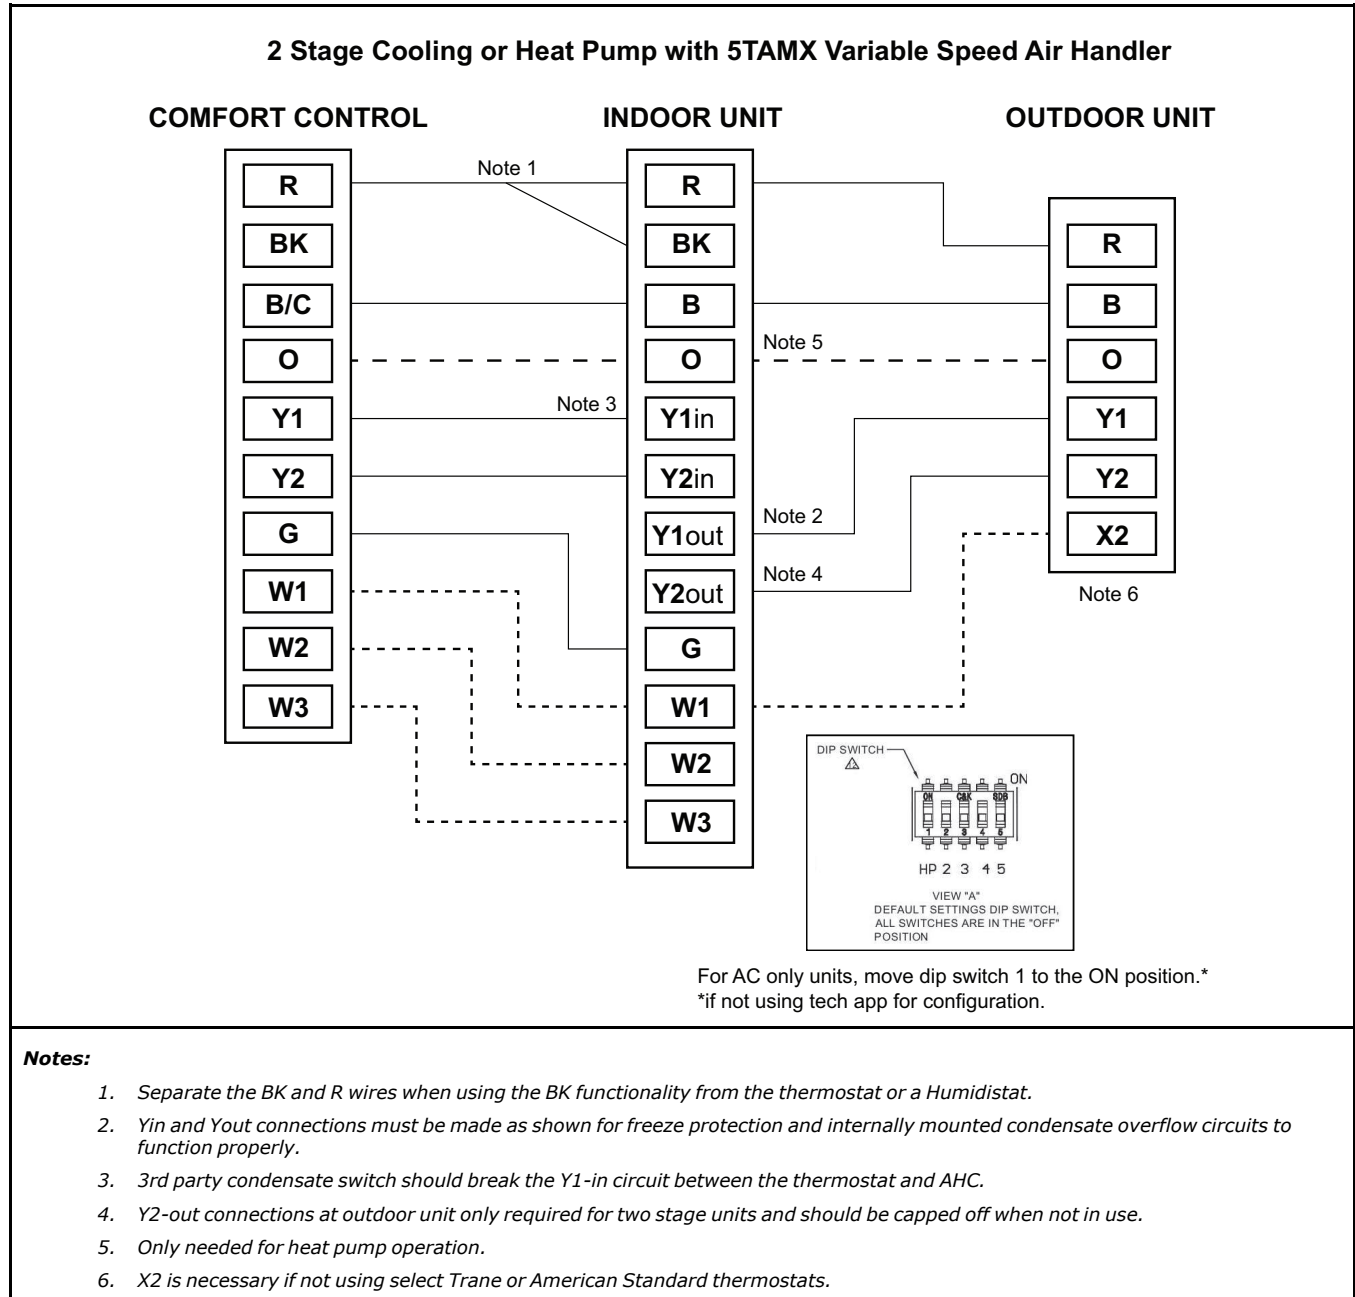 2 Stage Cooling or Heat Pump with 5TAMX Variable Speed Air Handler
COMFORT CONTROL
INDOOR UNIT
OUTDOOR UNIT
R
BK
B/C
O
Y1
Y2
G
W1
W2
W3
Note 1
Note 3
R
BK
B
O
Y1in
Y2in
Y1out
Y2out
G
W1
W2
W3
Note 5
Note 2
Note 4
R
B
O
Y1
Y2
X2
Note 6
DIP SWITCH
ON
ON C&K SDB
1 2 3 4 5
HP 2 3 4 5
VIEW "A"
DEFAULT SETTINGS DIP SWITCH,
ALL SWITCHES ARE IN THE "OFF"
POSITION
For AC only units, move dip switch 1 to the ON position.*
*if not using tech app for configuration.
Notes:
1. Separate the BK and R wires when using the BK functionality from the thermostat or a Humidistat.
2. Yin and Yout connections must be made as shown for freeze protection and internally mounted condensate overflow circuits to
function properly.
3. 3rd party condensate switch should break the Y1-in circuit between the thermostat and AHC.
4. Y2-out connections at outdoor unit only required for two stage units and should be capped off when not in use.
5. Only needed for heat pump operation.
6. X2 is necessary if not using select Trane or American Standard thermostats.